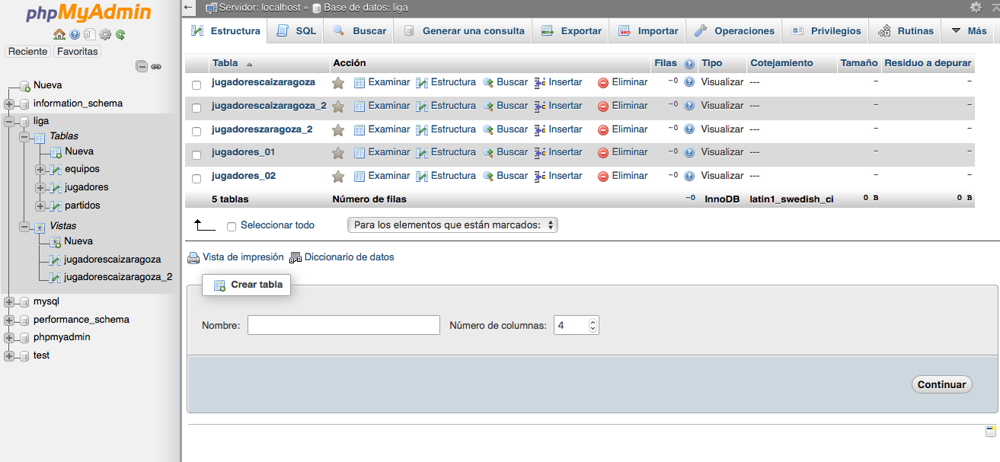 phpMyAdmin
Reciente Favoritas
Nueva
information_schema
liga
Tablas
Nueva
equipos
jugadores
partidos
Vistas
Nueva
jugadorescaizaragoza
jugadorescaizaragoza_2
mysql
performance_schema
phpmyadmin
test
Servidor: localhost » Base de datos: liga
Estructura SQL Buscar Generar una consulta Exportar Importar Operaciones Privilegios Rutinas Más
Tabla Acción Filas Tipo Cotejamiento Tamaño Residuo a depurar
jugadorescaizaragoza Examinar Estructura Buscar Insertar Eliminar ~0 Visualizar --- – –
jugadorescaizaragoza_2 Examinar Estructura Buscar Insertar Eliminar ~0 Visualizar --- – –
jugadoreszaragoza_2 Examinar Estructura Buscar Insertar Eliminar ~0 Visualizar --- – –
jugadores_01 Examinar Estructura Buscar Insertar Eliminar ~0 Visualizar --- – –
jugadores_02 Examinar Estructura Buscar Insertar Eliminar ~0 Visualizar --- – –
5 tablas Número de filas ~0 InnoDB latin1_swedish_ci 0 B 0 B
Seleccionar todo Para los elementos que están marcados:
Vista de impresión Diccionario de datos
Crear tabla
Nombre: Número de columnas: 4
Continuar